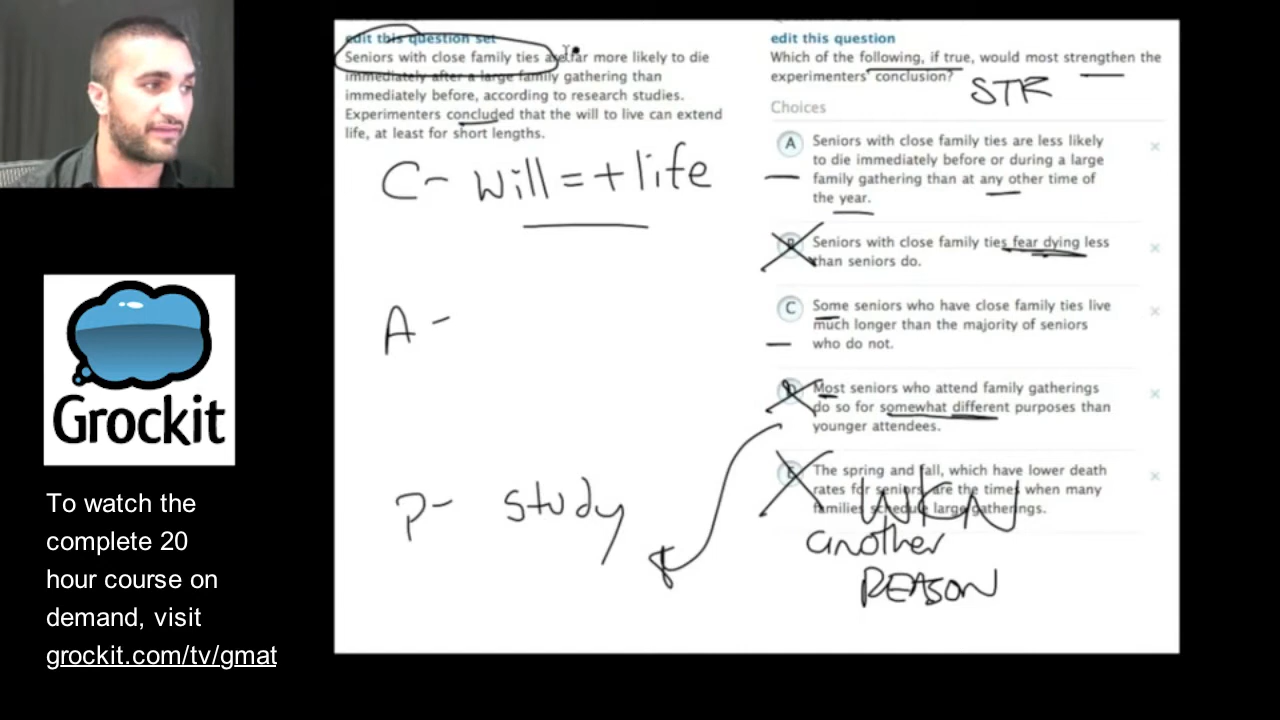 edit this question set
Seniors with close family ties are far more likely to die
immediately after a large family gathering than
immediately before, according to research studies.
Experimenters concluded that the will to live can extend
life, at least for short lengths.
C- will = + life
A -
P- study
edit this question
Which of the following, if true, would most strengthen the
experimenters' conclusion?
STR
Choices
A Seniors with close family ties are less likely
to die immediately before or during a large
family gathering than at any other time of
the year.
B Seniors with close family ties fear dying less
than seniors do.
C Some seniors who have close family ties live
much longer than the majority of seniors
who do not.
D Most seniors who attend family gatherings
do so for somewhat different purposes than
younger attendees.
E The spring and fall, which have lower death
rates for seniors, are the times when many
families schedule large gatherings.
WKN
another
REASON
Grockit
To watch the
complete 20
hour course on
demand, visit
grockit.com/tv/gmat